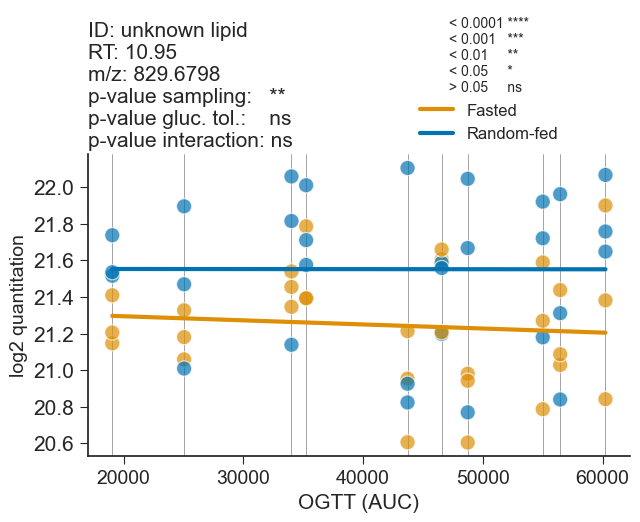 ID: unknown lipid
RT: 10.95
m/z: 829.6798
p-value sampling: **
p-value gluc. tol.: ns
p-value interaction: ns
< 0.0001 ****
< 0.001 ***
< 0.01 **
< 0.05 *
> 0.05 ns
Fasted
Random-fed
log2 quantitation
22.0
21.8
21.6
21.4
21.2
21.0
20.8
20.6
20000 30000 40000 50000 60000
OGTT (AUC)